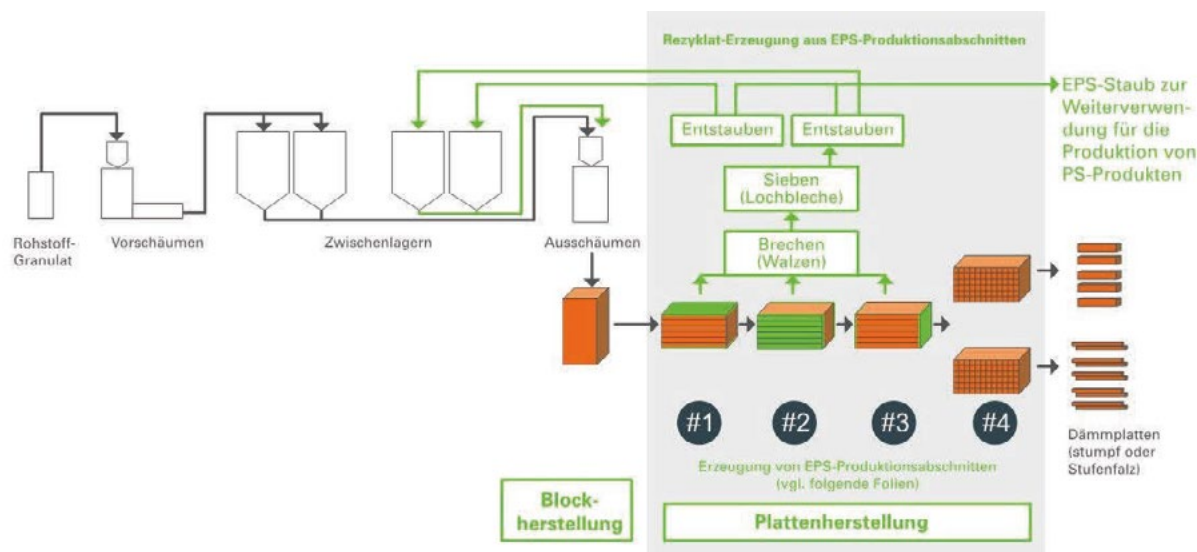 Rezyklat-Erzeugung aus EPS-Produktionsabschnitten
EPS-Staub zur
Weiterverwen-
dung für die
Produktion von
PS-Produkten
Entstauben
Entstauben
Sieben
(Lochbleche)
Brechen
(Walzen)
Rohstoff-
Granulat
Vorschäumen
Zwischenlagern
Ausschäumen
#1
#2
#3
#4
Dämmplatten
(stumpf oder
Stufenfalz)
Erzeugung von EPS-Produktionsabschnitten
(vgl. folgende Folien)
Block-
herstellung
Plattenherstellung